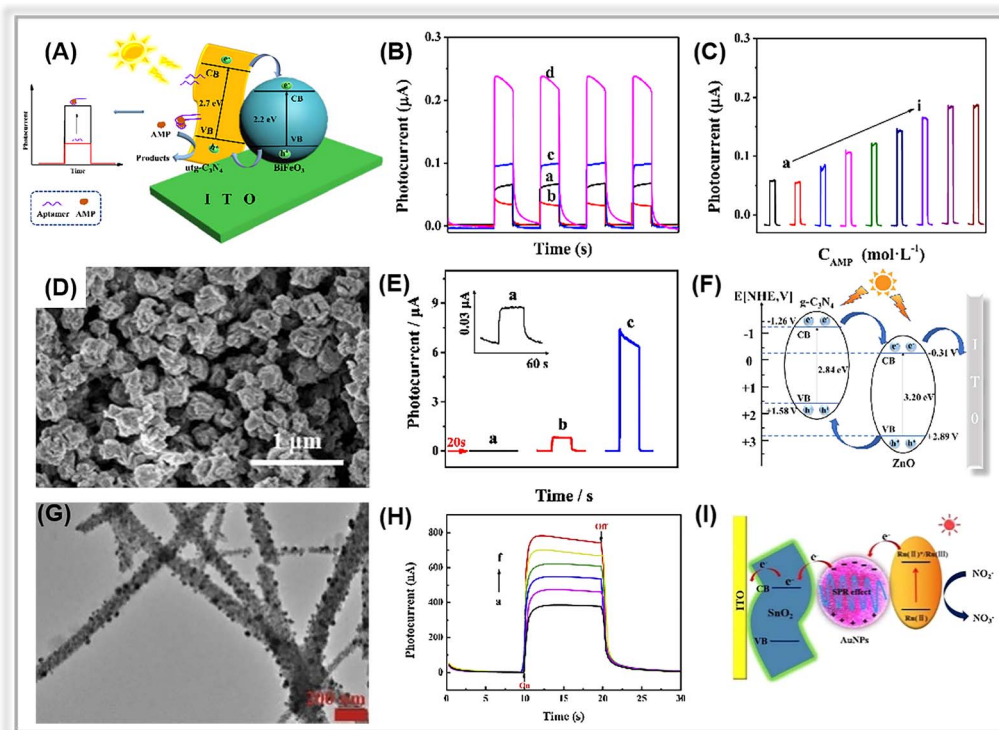 (A)
CB
2.7 eV
VB
CB
2.2 eV
VB
e⁻
h⁺
e⁻
h⁺
Photocurrent
Time
AMP
Products
utg-C₃N₄
BiFeO₃
I T O
Aptamer
AMP
(B)
Photocurrent (μA)
0.3
0.2
0.1
0.0
d
c
a
b
Time (s)
(C)
Photocurrent (μA)
0.3
0.2
0.1
0.0
a
i
C_AMP (mol·L⁻¹)
(D)
1 μm
(E)
Photocurrent / μA
9
6
3
0
0.03 μA
a
60 s
20s
a
b
c
Time / s
(F)
E[NHE,V]
-1
0
+1
+2
+3
g-C₃N₄
-1.26 V
e⁻ e⁻
CB
2.84 eV
VB
+1.58 V
h⁺ h⁺
e⁻ e⁻
CB
-0.31 V
3.20 eV
VB
+2.89 V
h⁺ h⁺
ZnO
I T O
(G)
200 nm
(H)
Photocurrent (μA)
800
600
400
200
0
f
a
On
Off
0
10
15
20
30
Time (s)
(I)
ITO
e⁻
CB
e⁻
SnO₂
VB
e⁻
SPR effect
AuNPs
e⁻
Ru(Ⅱ)*/Ru(Ⅲ)
Ru(Ⅱ)
NO₂⁻
NO₃⁻